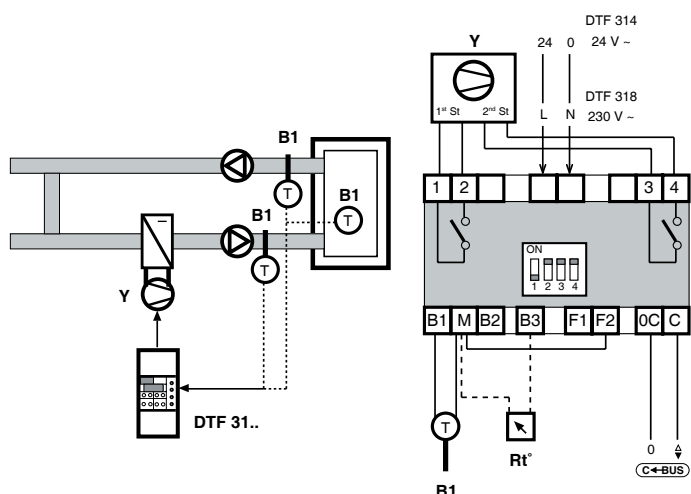 DTF 314
Y 24 0 24 V ~
DTF 318
1st St 2nd St L N 230 V ~
B1
B1
T
T
B1
T
Y
DTF 31..
1 2 3 4
ON
1 2 3 4
B1 M B2 B3 F1 F2 0C C
T
Rt°
0
C BUS
B1